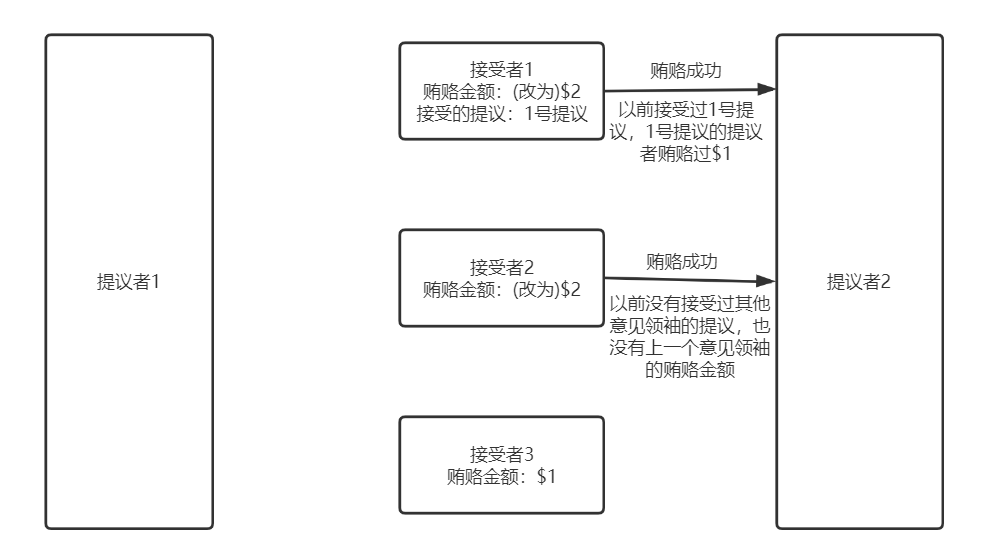 提议者1
接受者1
贿赂金额：(改为)$2
接受的提议：1号提议
贿赂成功
以前接受过1号提
议，1号提议的提议
者贿赂过$1
接受者2
贿赂金额：(改为)$2
贿赂成功
以前没有接受过其他
意见领袖的提议，也
没有上一个意见领袖
的贿赂金额
提议者2
接受者3
贿赂金额：$1